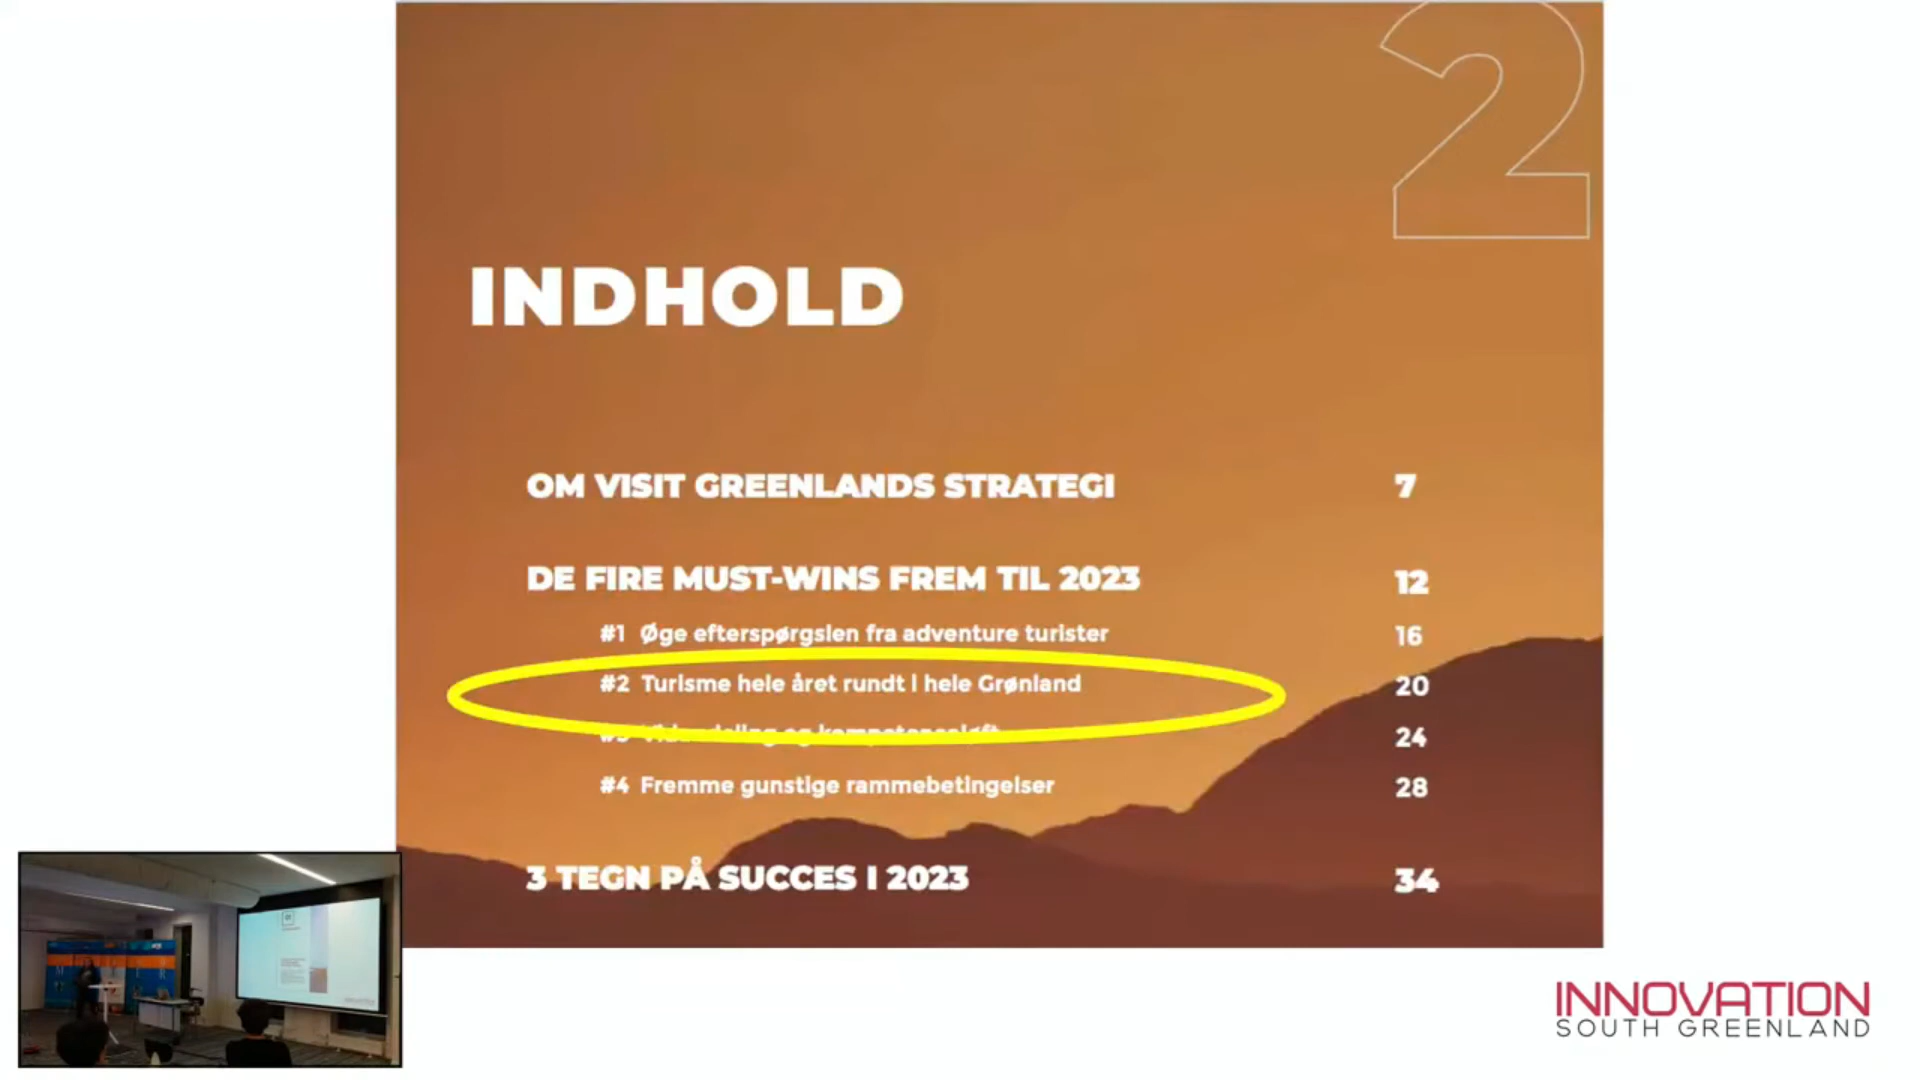 2
INDHOLD
OM VISIT GREENLANDS STRATEGI 7
DE FIRE MUST-WINS FREM TIL 2023 12
#1 Øge efterspørgslen fra adventure turister 16
#2 Turisme hele året rundt i hele Grønland 20
#3 24
#4 Fremme gunstige rammebetingelser 28
3 TEGN PÅ SUCCES I 2023 34
INNOVATION
SOUTH GREENLAND